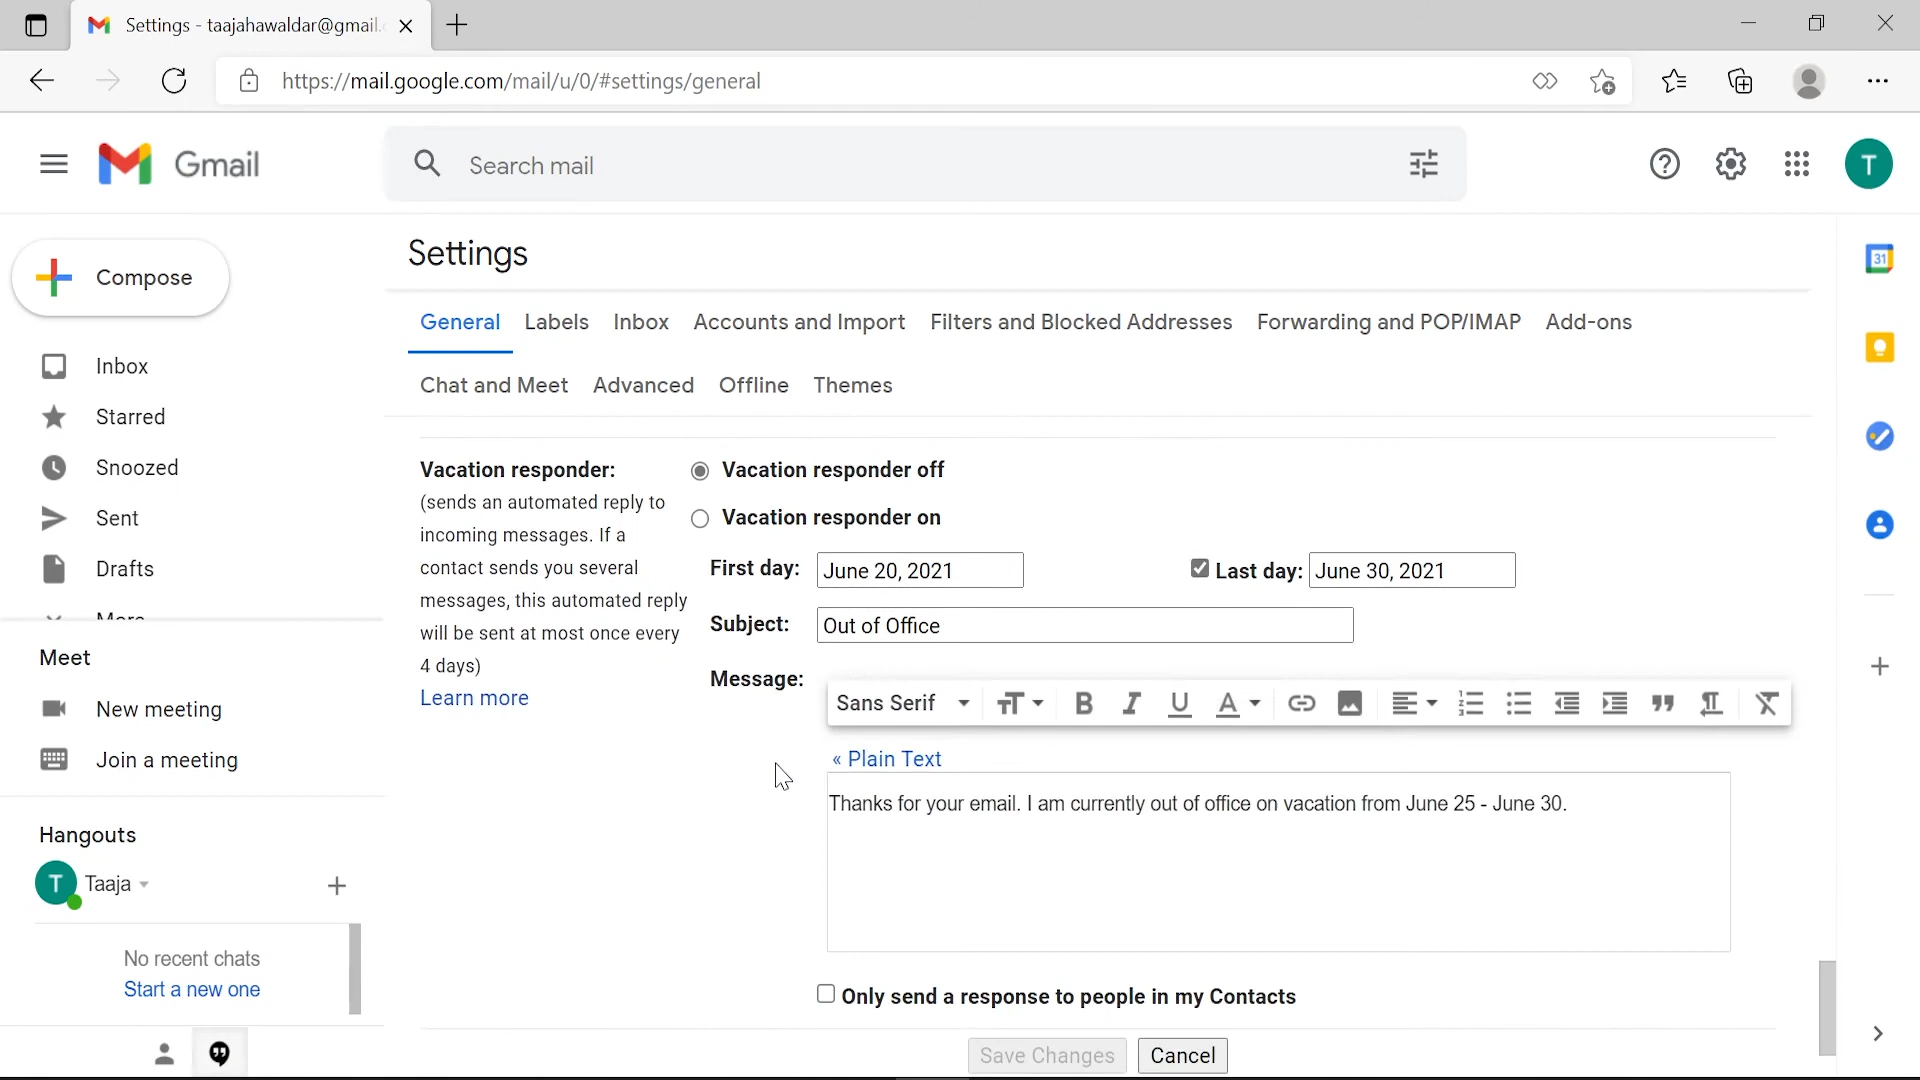 Settings - taajahawaldar@gmail.
https://mail.google.com/mail/u/0/#settings/general
Gmail
Search mail
T
Compose
Inbox
Starred
Snoozed
Sent
Drafts
More
Meet
New meeting
Join a meeting
Hangouts
T Taaja
No recent chats
Start a new one
Settings
General Labels Inbox Accounts and Import Filters and Blocked Addresses Forwarding and POP/IMAP Add-ons
Chat and Meet Advanced Offline Themes
Vacation responder:
(sends an automated reply to
incoming messages. If a
contact sends you several
messages, this automated reply
will be sent at most once every
4 days)
Learn more
Vacation responder off
Vacation responder on
First day: June 20, 2021 Last day: June 30, 2021
Subject: Out of Office
Message:
Sans Serif
« Plain Text
Thanks for your email. I am currently out of office on vacation from June 25 - June 30.
Only send a response to people in my Contacts
Save Changes Cancel
31